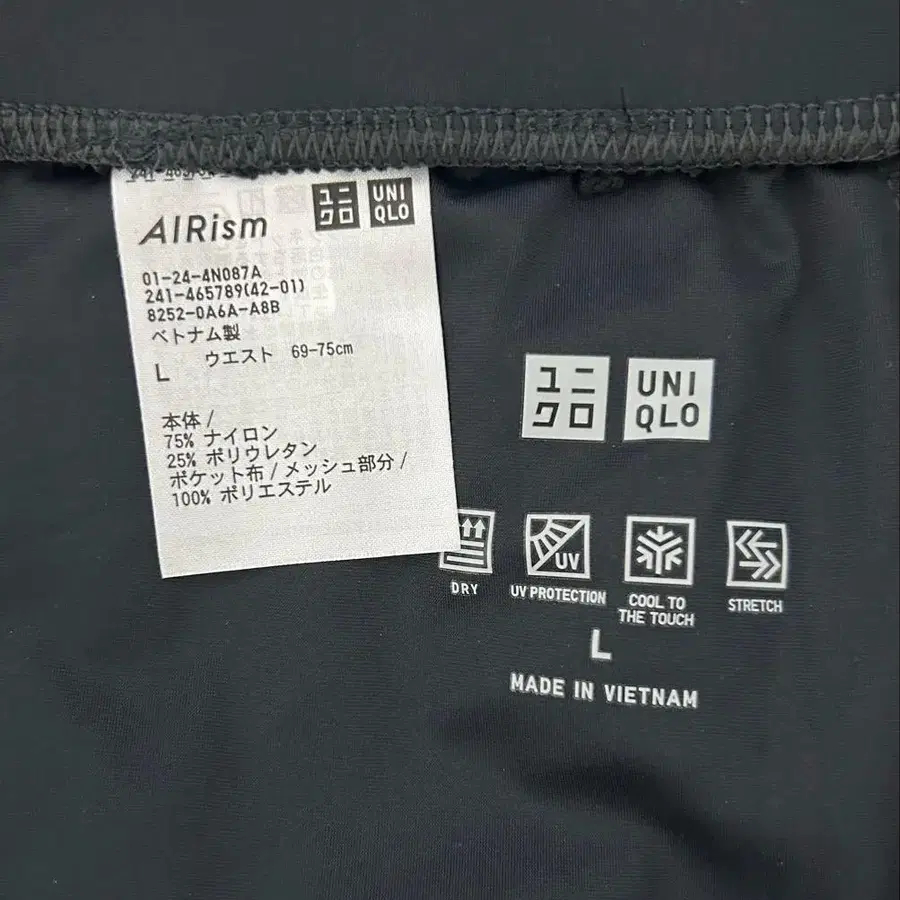 AIRism
ユニクロ
UNIQLO
01-24-4N087A
241-465789(42-01)
8252-0A6A-A8B
ベトナム製
L ウエスト 69-75cm
本体 /
75% ナイロン
25% ポリウレタン
ポケット布 / メッシュ部分 /
100% ポリエステル
ユニクロ
UNIQLO
UV
DRY
UV PROTECTION
COOL TO
THE TOUCH
STRETCH
L
MADE IN VIETNAM